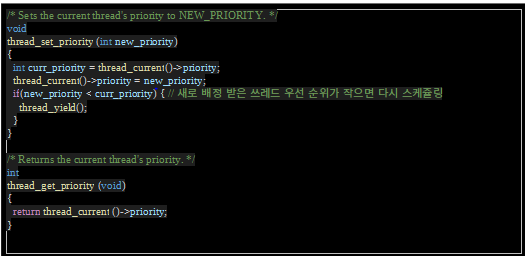 /* Sets the current thread's priority to NEW_PRIORITY. */
void
thread_set_priority (int new_priority)
{
int curr_priority = thread_current()->priority;
thread_current()->priority = new_priority;
if(new_priority < curr_priority) { // 새로 배정 받은 쓰레드 우선 순위가 작으면 다시 스케쥴링
thread_yield();
}
}
/* Returns the current thread's priority. */
int
thread_get_priority (void)
{
return thread_current ()->priority;
}